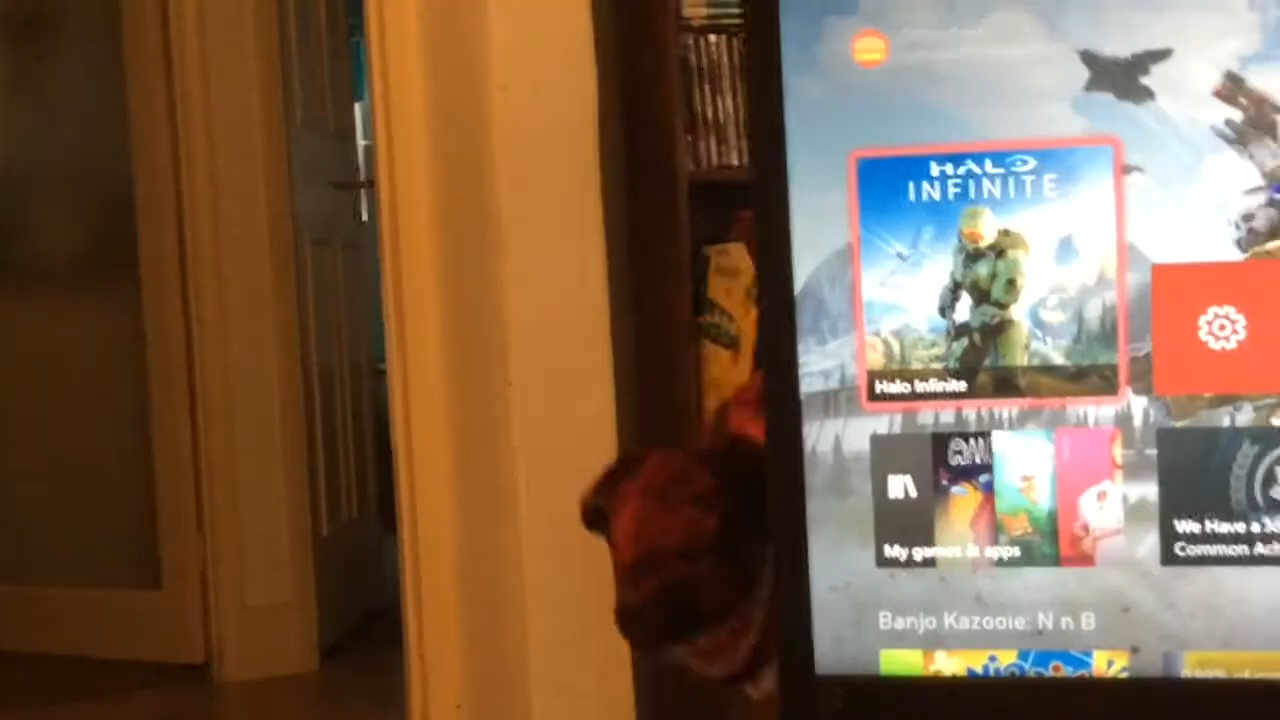 HALO
INFINITE
Halo Infinite
My games & apps
We Have a
Common
Banjo Kazooie: N n B